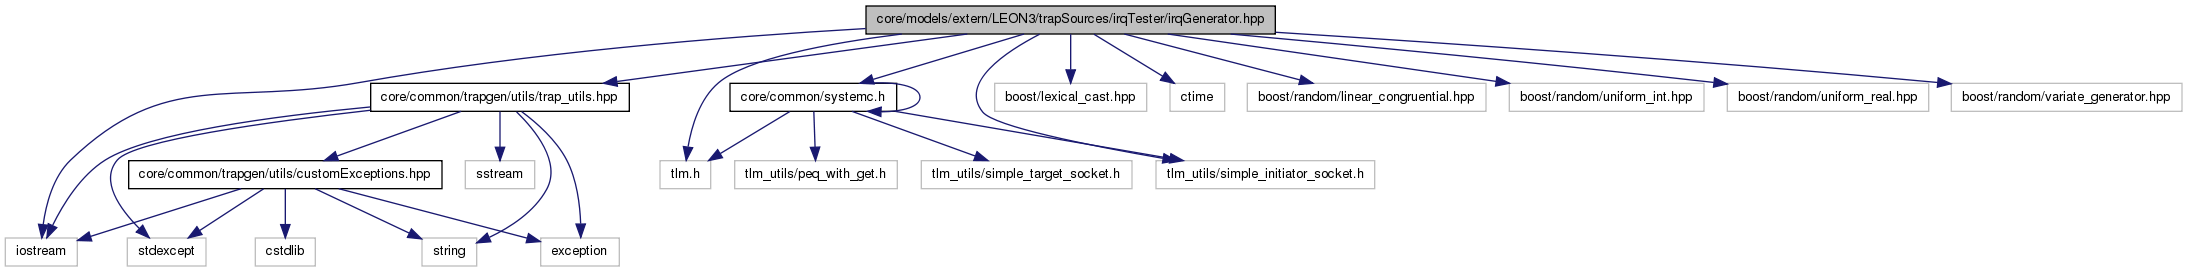 core/models/extern/LEON3/trapSources/irqTester/irqGenerator.hpp
core/common/trapgen/utils/trap_utils.hpp
core/common/systemc.h
boost/lexical_cast.hpp
ctime
boost/random/linear_congruential.hpp
boost/random/uniform_int.hpp
boost/random/uniform_real.hpp
boost/random/variate_generator.hpp
core/common/trapgen/utils/customExceptions.hpp
sstream
tlm.h
tlm_utils/peq_with_get.h
tlm_utils/simple_target_socket.h
tlm_utils/simple_initiator_socket.h
iostream
stdexcept
cstdlib
string
exception